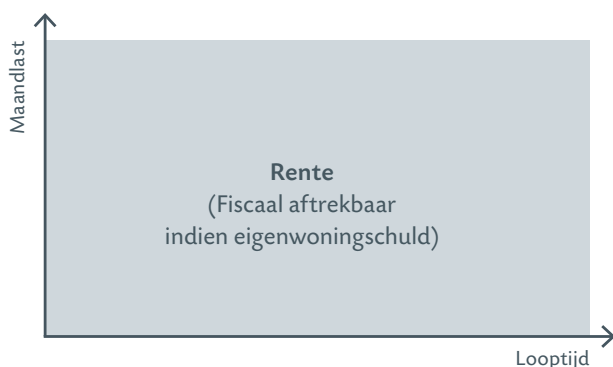 Maandlast
Rente
(Fiscaal aftrekbaar
indien eigenwoningschuld)
Looptijd